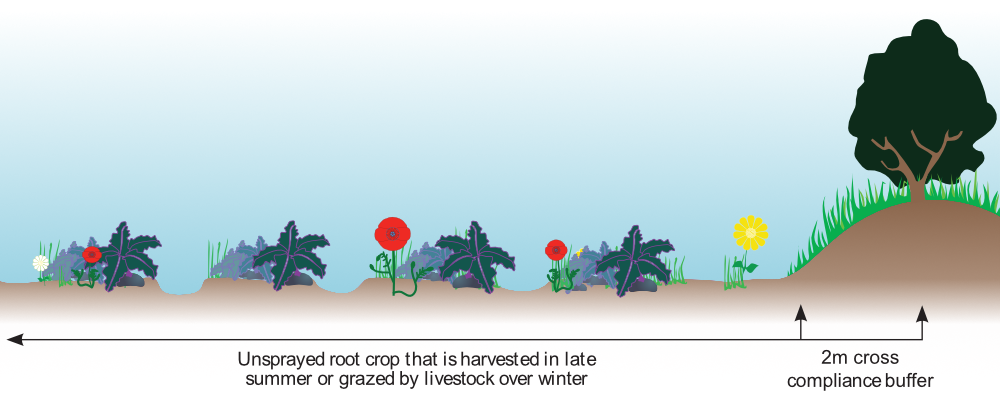 Unsprayed root crop that is harvested in late
summer or grazed by livestock over winter
2m cross
compliance buffer